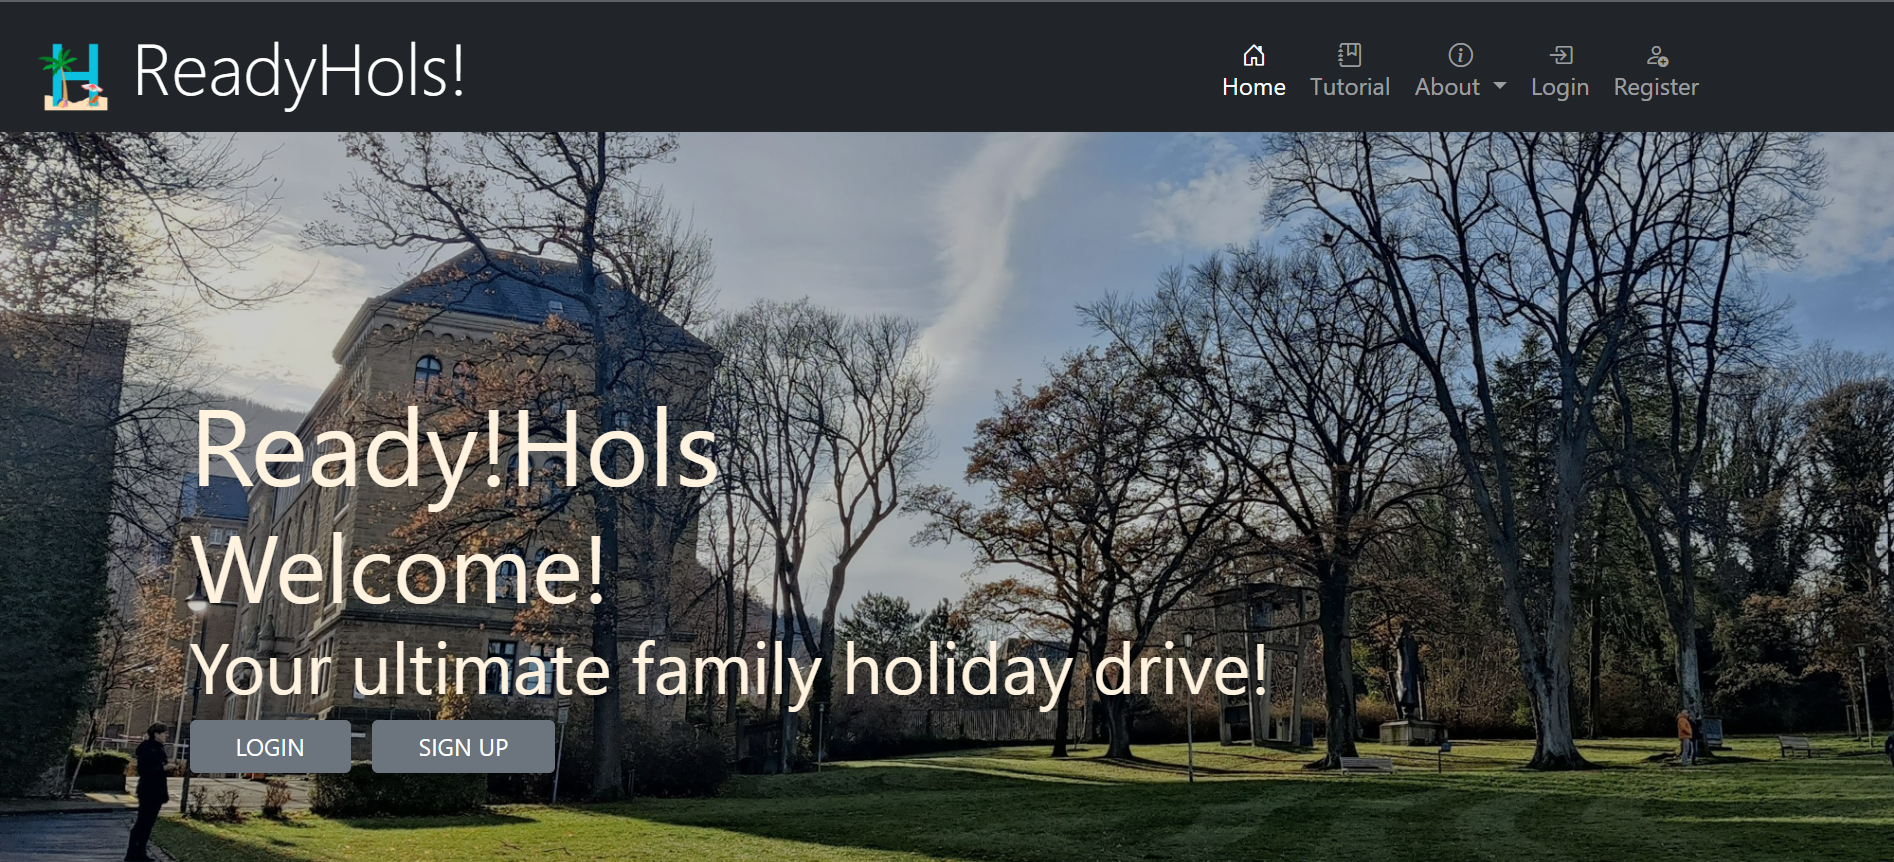 ReadyHols!
Home Tutorial About Login Register
Ready!Hols
Welcome!
Your ultimate family holiday drive!
LOGIN SIGN UP